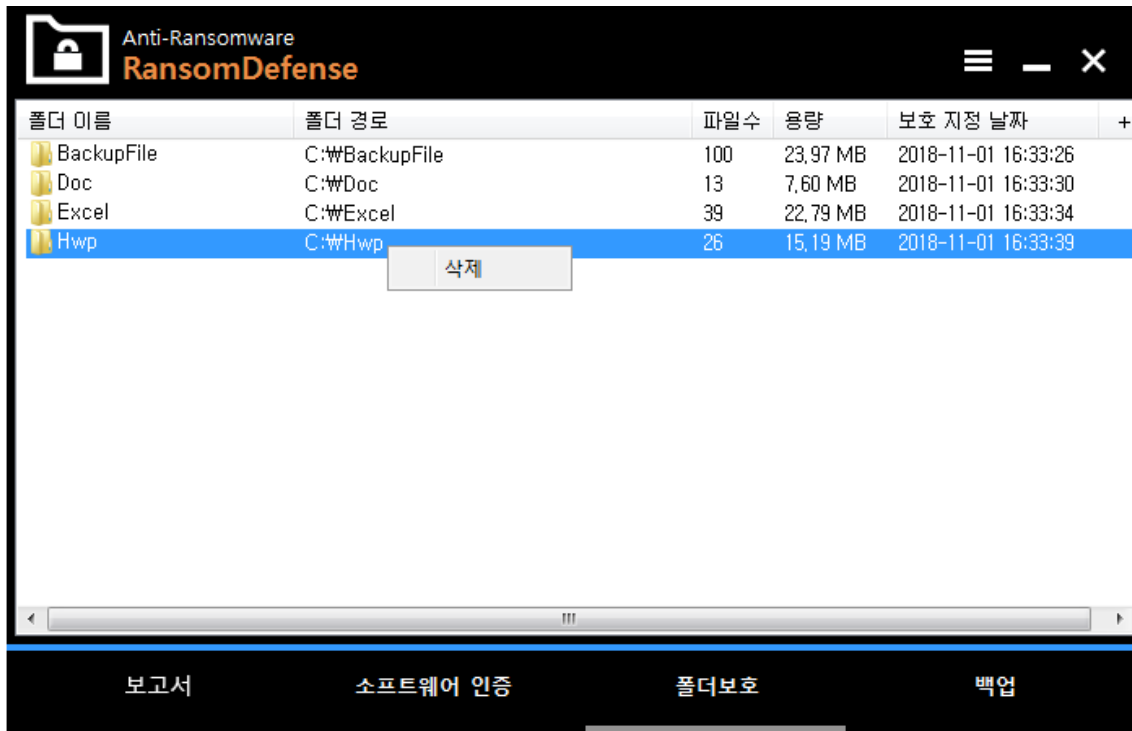 Anti-Ransomware
RansomDefense
폴더 이름 폴더 경로 파일수 용량 보호 지정 날짜 +
BackupFile C:₩BackupFile 100 23,97 MB 2018-11-01 16:33:26
Doc C:₩Doc 13 7,60 MB 2018-11-01 16:33:30
Excel C:₩Excel 39 22,79 MB 2018-11-01 16:33:34
Hwp C:₩Hwp 26 15,19 MB 2018-11-01 16:33:39
삭제
보고서 소프트웨어 인증 폴더보호 백업